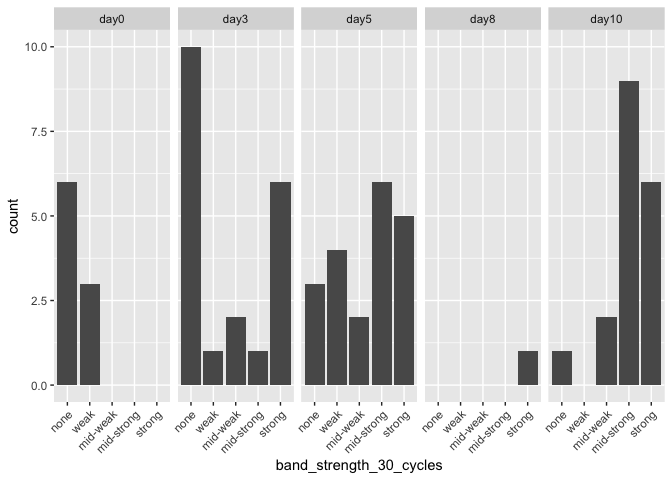 day0 day3 day5 day8 day10
10.0
7.5
5.0
2.5
0.0
count
none weak mid-weak mid-strong strong none weak mid-weak mid-strong strong none weak mid-weak mid-strong strong none weak mid-weak mid-strong strong none weak mid-weak mid-strong strong
band_strength_30_cycles